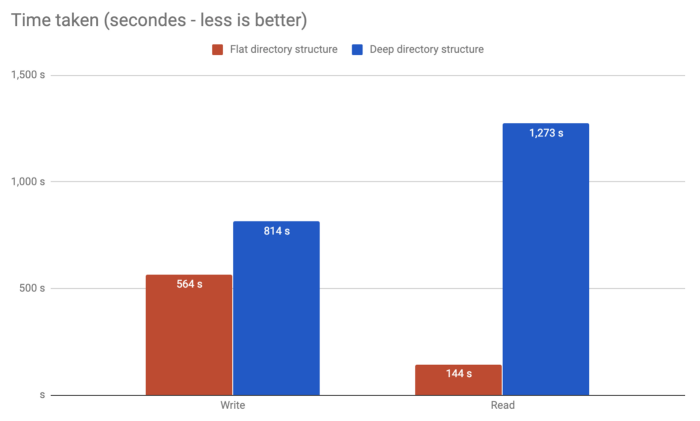 Time taken (secondes - less is better)
Flat directory structure Deep directory structure
1,500 s
1,273 s
1,000 s
814 s
564 s
500 s
144 s
s
Write Read